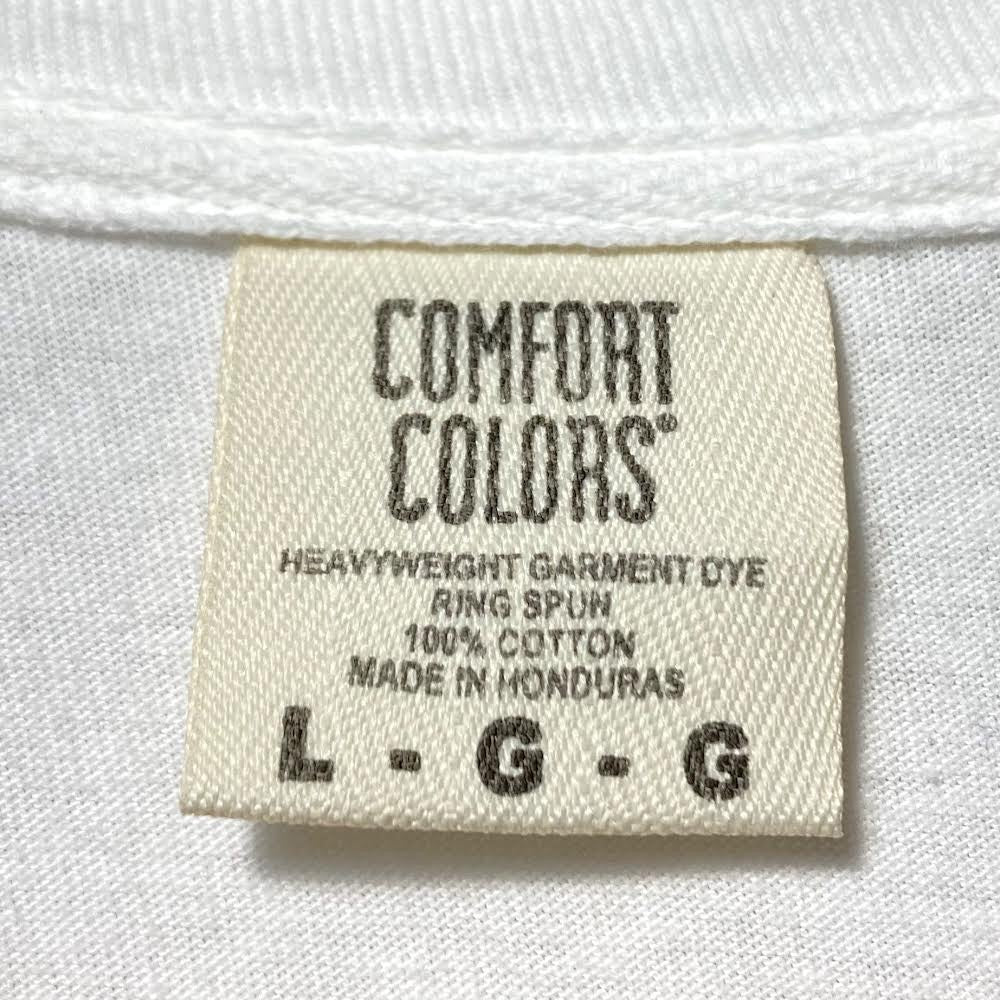 COMFORT
COLORS®
HEAVYWEIGHT GARMENT DYE
RING SPUN
100% COTTON
MADE IN HONDURAS
L - G - G